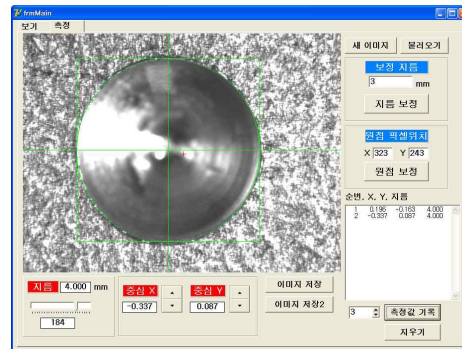 frmMain
보기 측정
새 이미지 불러오기
보정 지름
3 mm
지름 보정
원점 픽셀위치
X 323 Y 243
원점 보정
순번, X, Y, 지름
1 0.195 -0.163 4.000
2 -0.337 0.087 4.000
지름 4.000 mm
184
중심 X
-0.337
중심 Y
0.087
이미지 저장
이미지 저장2
3 측정값 기록
지우기